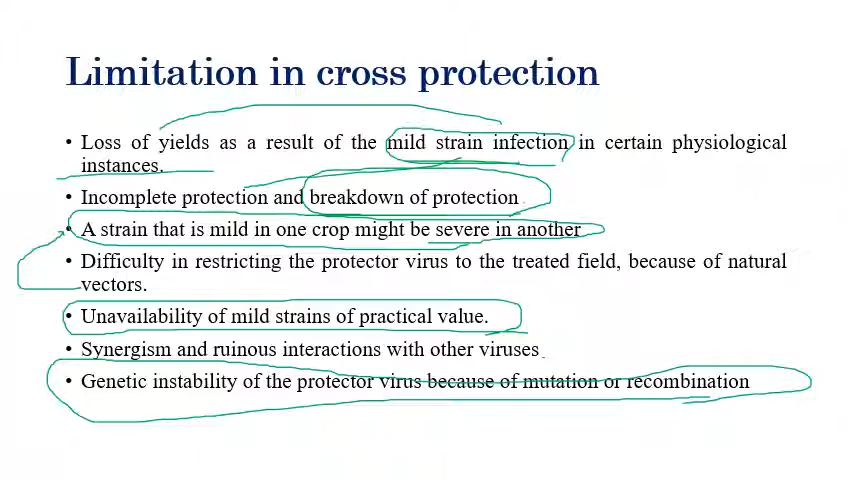 Limitation in cross protection
• Loss of yields as a result of the mild strain infection in certain physiological
instances.
• Incomplete protection and breakdown of protection
• A strain that is mild in one crop might be severe in another
• Difficulty in restricting the protector virus to the treated field, because of natural
vectors.
• Unavailability of mild strains of practical value.
• Synergism and ruinous interactions with other viruses
• Genetic instability of the protector virus because of mutation or recombination